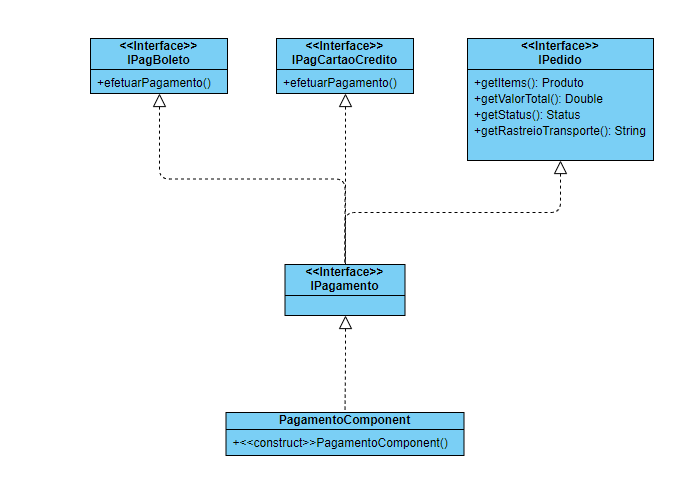 <<Interface>>
IPagBoleto
+efetuarPagamento()
<<Interface>>
IPagCartaoCredito
+efetuarPagamento()
<<Interface>>
IPedido
+getItems(): Produto
+getValorTotal(): Double
+getStatus(): Status
+getRastreioTransporte(): String
<<Interface>>
IPagamento
PagamentoComponent
+<<construct>>PagamentoComponent()